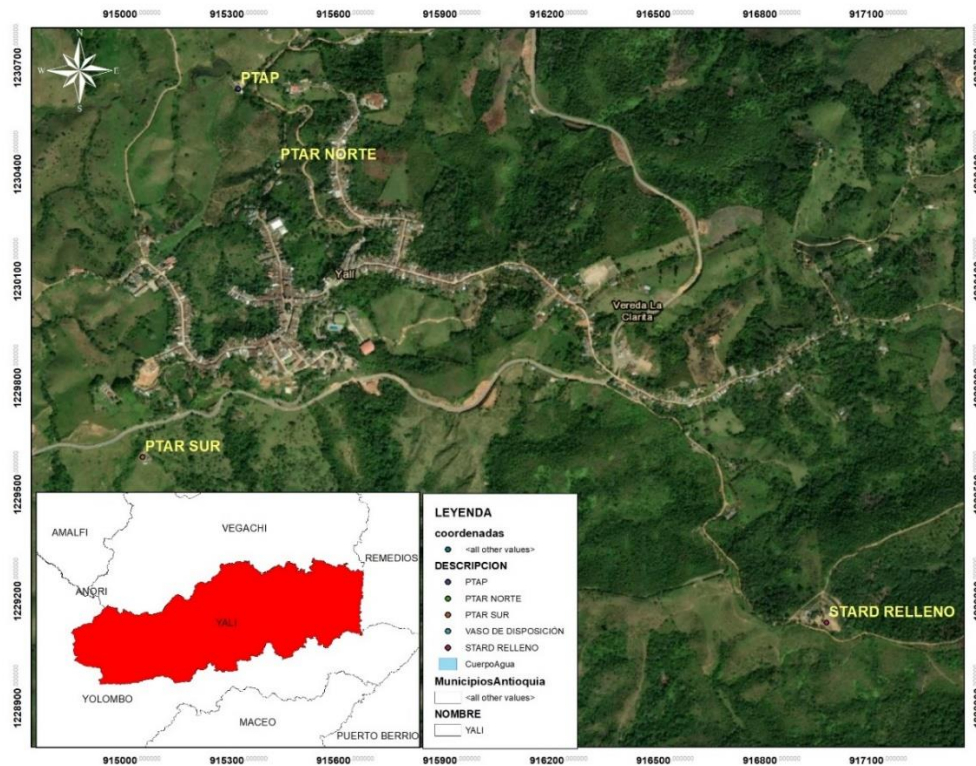 915000 915300 915600 915900 916200 916500 916800 917100
1230700
1230400
1230100
1229800
1229500
1229200
1228900
N
W E
S
PTAP
PTAR NORTE
Yalí
Vereda La
Clarita
PTAR SUR
STARD RELLENO
AMALFI
VEGACHI
REMEDIOS
ANORI
YALI
YOLOMBO
MACEO
PUERTO BERRIO
LEYENDA
coordenadas
<all other values>
DESCRIPCION
PTAP
PTAR NORTE
PTAR SUR
VASO DE DISPOSICIÓN
STARD RELLENO
CuerpoAgua
MunicipiosAntioquia
<all other values>
NOMBRE
YALI
915000 915300 915600 915900 916200 916500 916800 917100